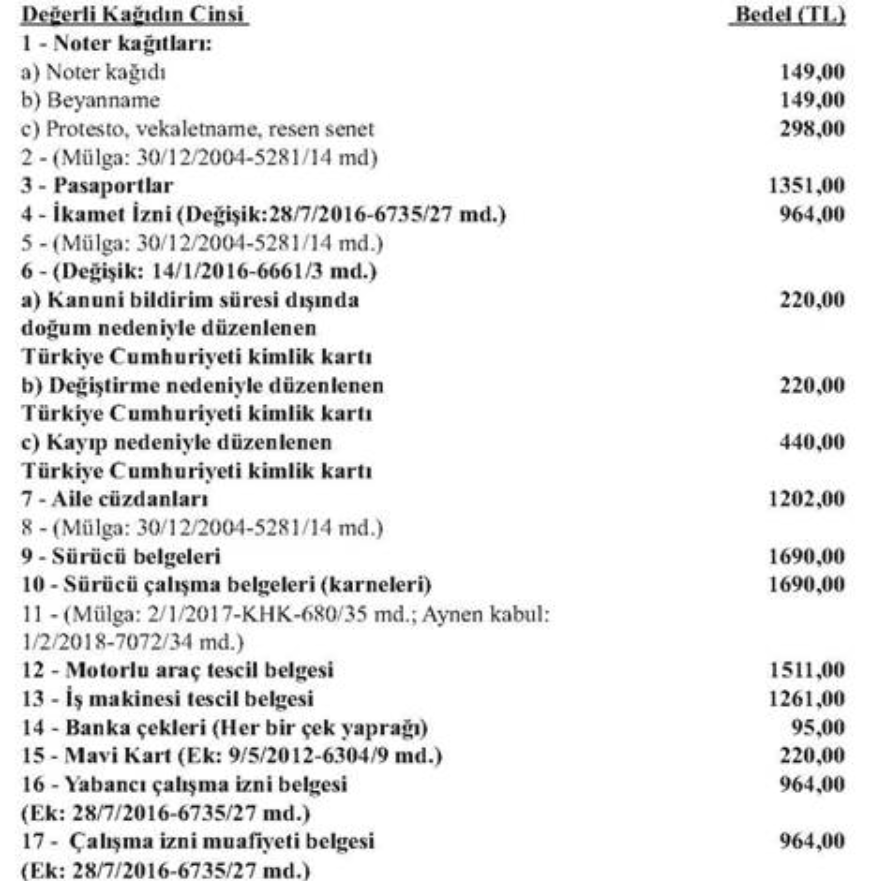 Değerli Kağıdın Cinsi Bedel (TL)
1 - Noter kağıtları:
a) Noter kağıdı 149,00
b) Beyanname 149,00
c) Protesto, vekaletname, resen senet 298,00
2 - (Mülga: 30/12/2004-5281/14 md)
3 - Pasaportlar 1351,00
4 - İkamet İzni (Değişik:28/7/2016-6735/27 md.) 964,00
5 - (Mülga: 30/12/2004-5281/14 md.)
6 - (Değişik: 14/1/2016-6661/3 md.)
a) Kanuni bildirim süresi dışında 220,00
doğum nedeniyle düzenlenen
Türkiye Cumhuriyeti kimlik kartı
b) Değiştirme nedeniyle düzenlenen 220,00
Türkiye Cumhuriyeti kimlik kartı
c) Kayıp nedeniyle düzenlenen 440,00
Türkiye Cumhuriyeti kimlik kartı
7 - Aile cüzdanları 1202,00
8 - (Mülga: 30/12/2004-5281/14 md.)
9 - Sürücü belgeleri 1690,00
10 - Sürücü çalışma belgeleri (karneleri) 1690,00
11 - (Mülga: 2/1/2017-KHK-680/35 md.; Aynen kabul:
1/2/2018-7072/34 md.)
12 - Motorlu araç tescil belgesi 1511,00
13 - İş makinesi tescil belgesi 1261,00
14 - Banka çekleri (Her bir çek yaprağı) 95,00
15 - Mavi Kart (Ek: 9/5/2012-6304/9 md.) 220,00
16 - Yabancı çalışma izni belgesi 964,00
(Ek: 28/7/2016-6735/27 md.)
17 - Çalışma izni muafiyeti belgesi 964,00
(Ek: 28/7/2016-6735/27 md.)